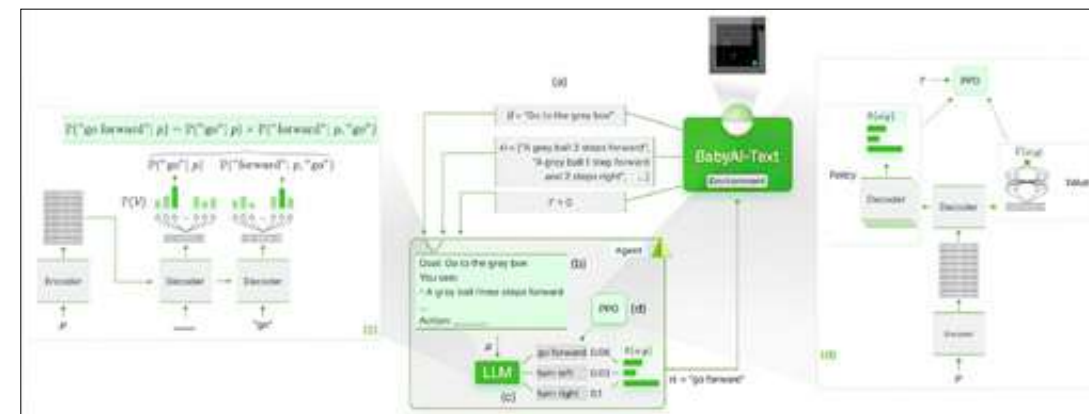 (a)
g = "Go to the grey box"
= ["A grey ball 2 steps forward",
"A grey ball 1 step forward
and 2 steps right", ...]
r = 0
BabyAI-Text
Environment
P("go forward"; p) = P("go"; p) × P("forward"; p, "go")
P("go"| p) P("forward"; p, "go")
P(V)
Encoder
Decoder
Decoder
p
"go"
Agent
Goal: Go to the grey box
You see:
- A grey ball three steps forward
...
Action: ______
(b)
PPO
(d)
p
LLM
go forward 0.06
turn left 0.03
turn right 0.1
(c)
= "go forward"
r
PPO
Policy
Value
Decoder
Decoder
Encoder
p
(d)